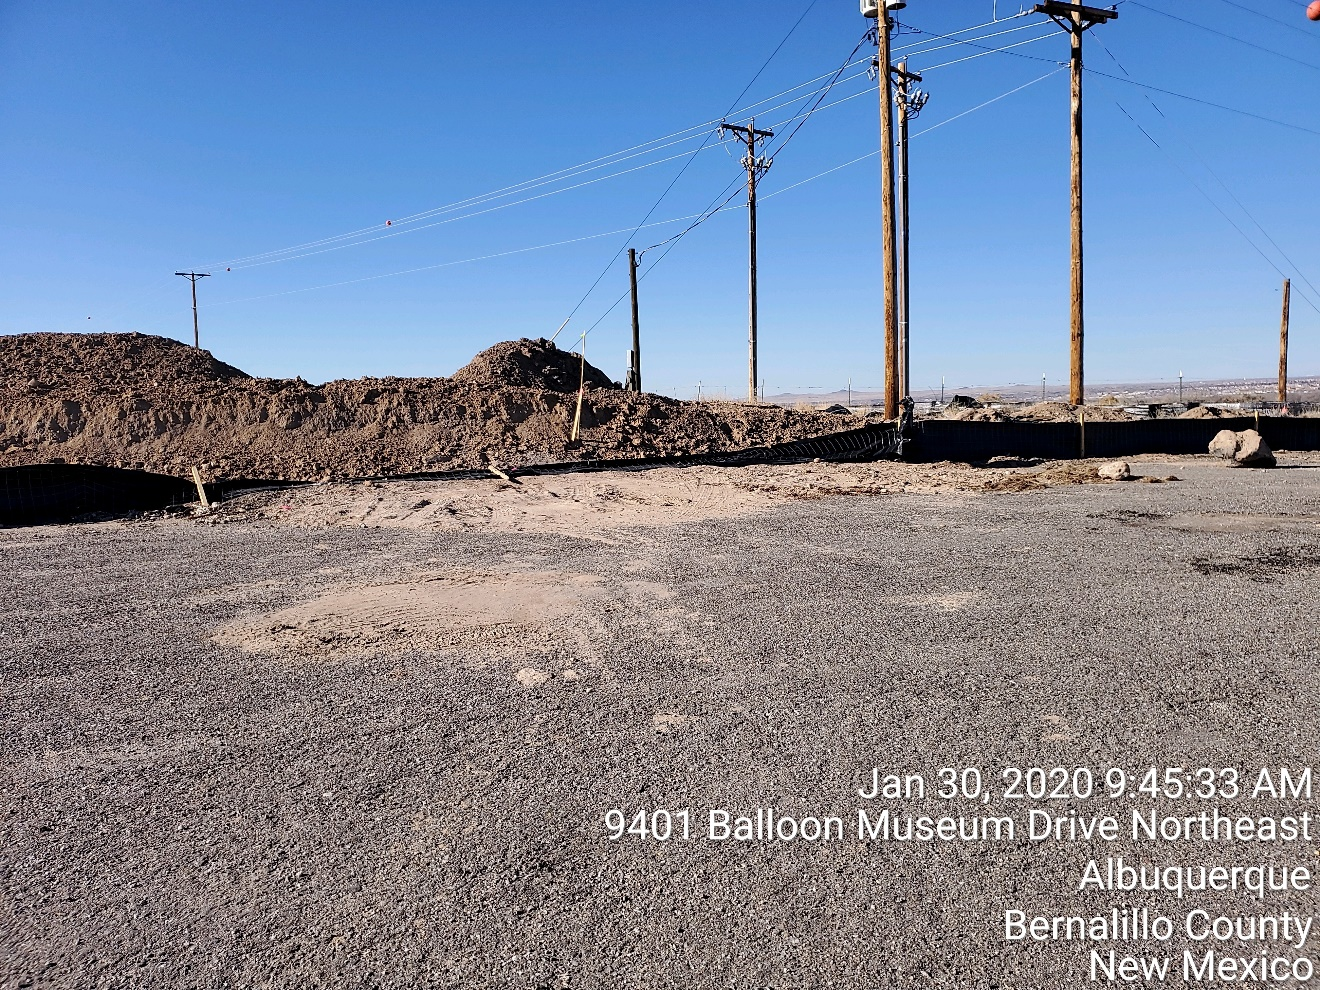 Jan 30, 2020 9:45:33 AM
9401 Balloon Museum Drive Northeast
Albuquerque
Bernalillo County
New Mexico